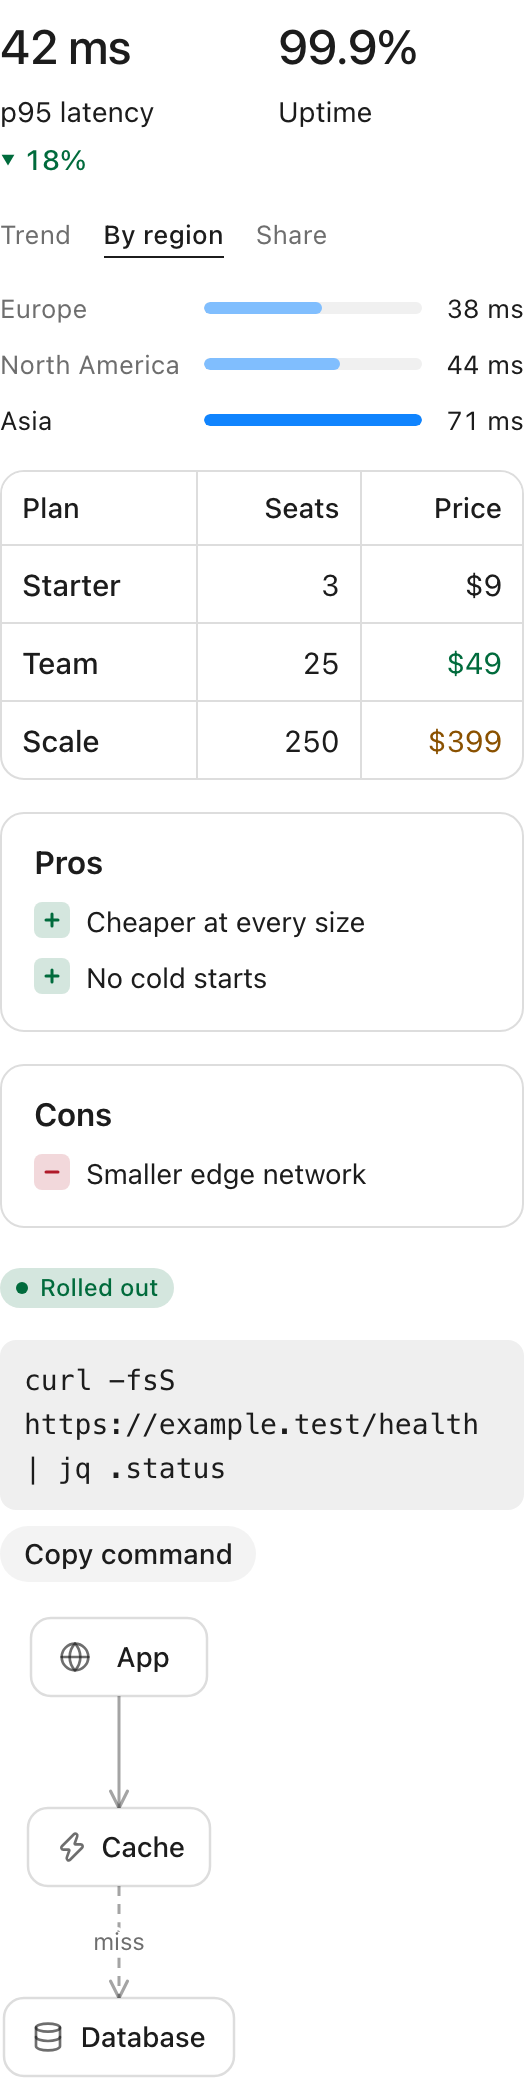 42 ms
99.9%
p95 latency
Uptime
▼ 18%
Trend By region Share
Europe 38 ms
North America 44 ms
Asia 71 ms
Plan Seats Price
Starter 3 $9
Team 25 $49
Scale 250 $399
Pros
+ Cheaper at every size
+ No cold starts
Cons
− Smaller edge network
Rolled out
curl -fsS
https://example.test/health
| jq .status
Copy command
App
Cache
miss
Database